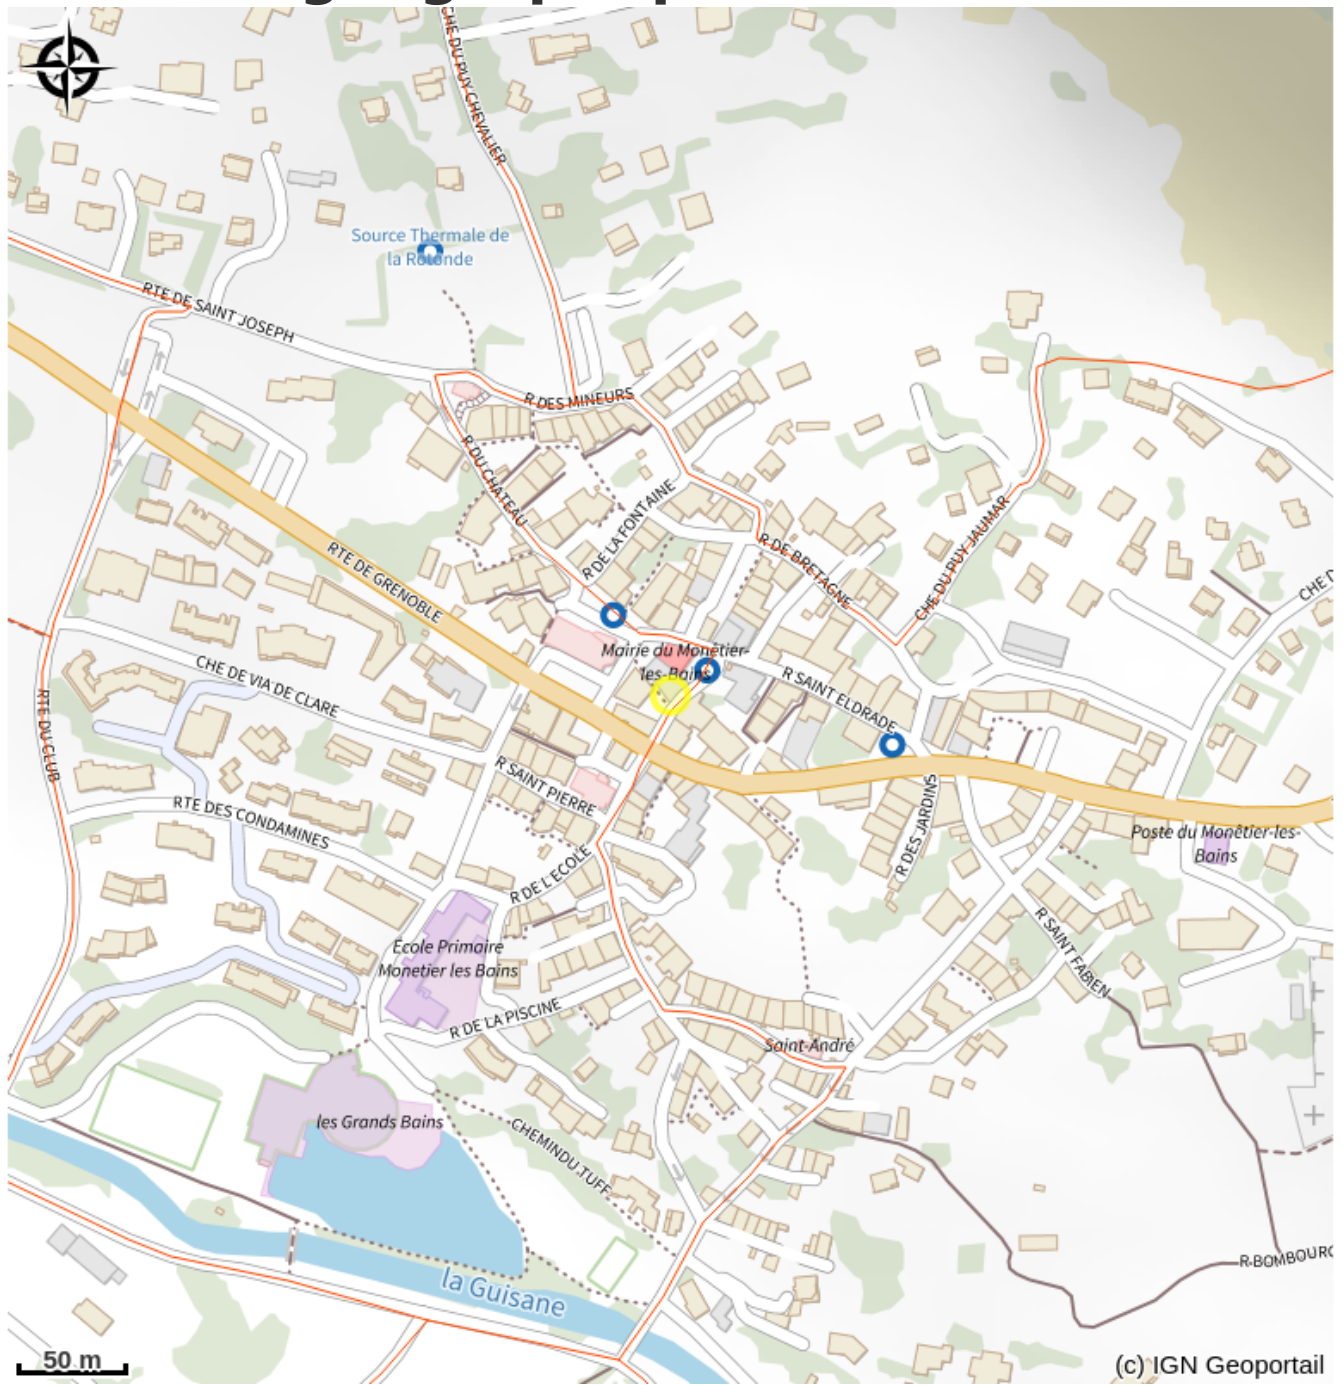 CHE DU PUY CHEVALIER
Source Thermale de
la Rotonde
RTE DE SAINT JOSEPH
R DES MINEURS
R DU CHATEAU
R DE LA FONTAINE
RTE DE GRENOBLE
R DE BRETAGNE
CHE DU PUY JAUMAR
CHE D
Mairie du Monêtier-
les-Bains
R SAINT ELDRADE
CHE DE VIA DE CLARE
RTE DU CLUB
R SAINT PIERRE
RTE DES CONDAMINES
R DES JARDINS
Poste du Monêtier-les-
Bains
R DE L'ECOLE
R SAINT FABIEN
Ecole Primaire
Monetier les Bains
R DE LA PISCINE
Saint-André
les Grands Bains
CHEMIN DU TUFF
R BOMBOURG
la Guisane
50 m
(c) IGN Geoportail